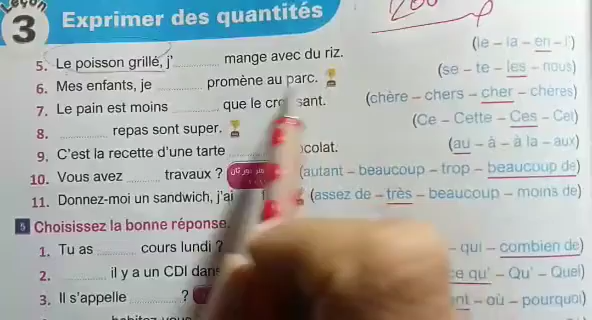 Leçon
3 Exprimer des quantités
5. Le poisson grillé, j' ............ mange avec du riz. (le – la – en – l')
6. Mes enfants, je ............ promène au parc. (se – te – les – nous)
7. Le pain est moins ............ que le cro sant. (chère – chers – cher – chères)
8. ............ repas sont super. (Ce – Cette – Ces – Cet)
9. C'est la recette d'une tarte ............ colat. (au – à – à la – aux)
10. Vous avez ............ travaux ? (autant – beaucoup – trop – beaucoup de)
11. Donnez-moi un sandwich, j'ai (assez de – très – beaucoup – moins de)
5 Choisissez la bonne réponse
1. Tu as ............ cours lundi ? – qui – combien de)
2. ............ il y a un CDI dans e qu' – Qu' – Quel)
3. Il s'appelle ............ ? nt – où – pourquoi)
habitez vous